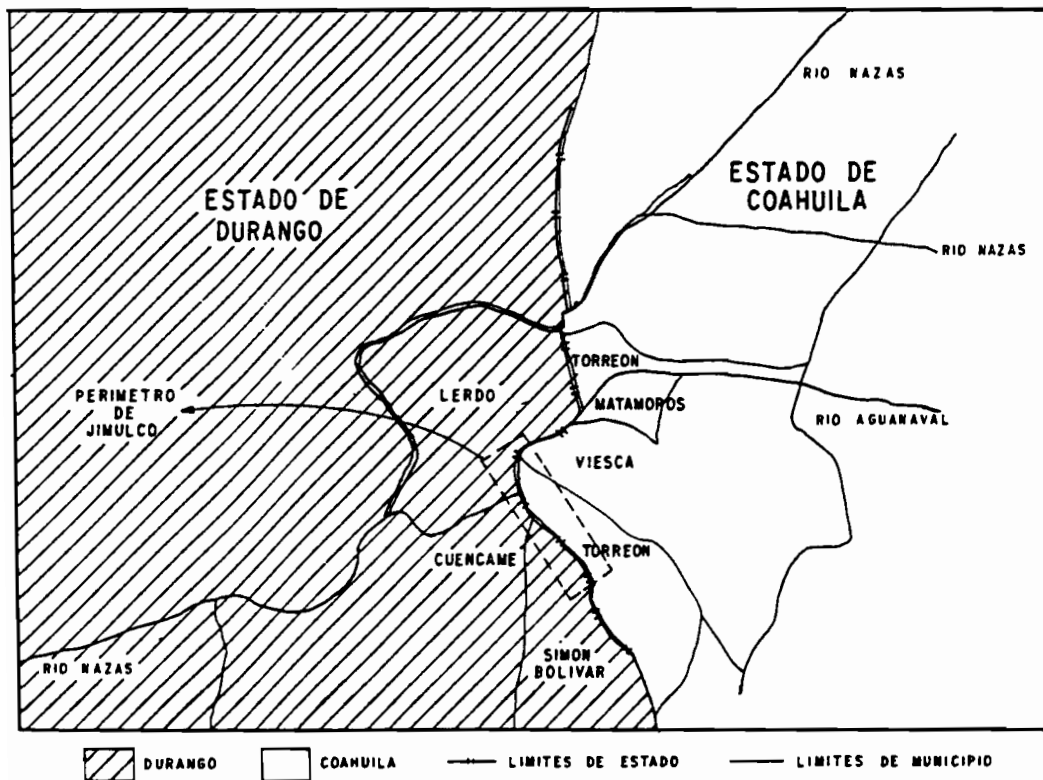 RIO NAZAS
ESTADO DE
DURANGO
ESTADO DE
COAHUILA
RIO NAZAS
TORREON
PERIMETRO
DE
JIMULCO
LERDO
MATAMOROS
RIO AGUANAVAL
VIESCA
CUENCAME
TORREON
SIMON
BOLIVAR
RIO NAZAS
DURANGO
COAHUILA
LIMITES DE ESTADO
LIMITES DE MUNICIPIO